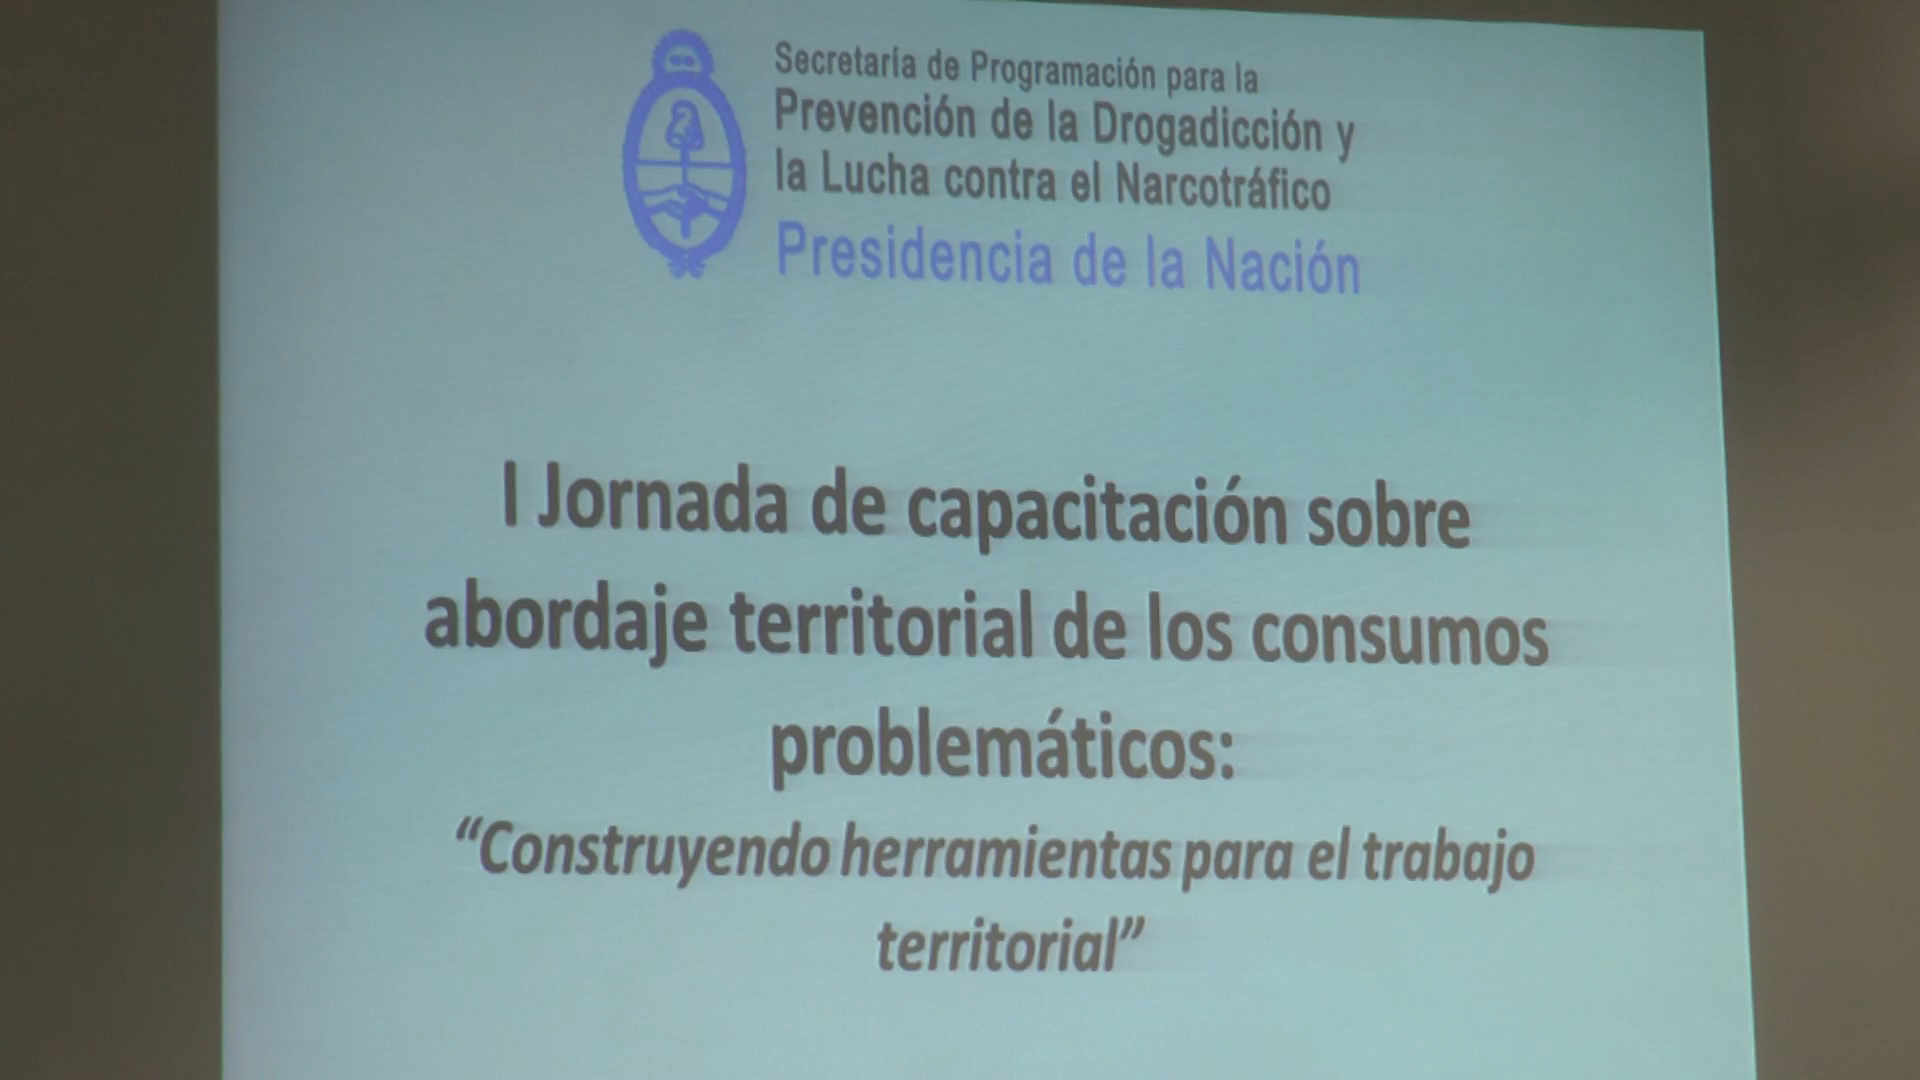 Secretaría de Programación para la
Prevención de la Drogadicción y
la Lucha contra el Narcotráfico
Presidencia de la Nación
I Jornada de capacitación sobre
abordaje territorial de los consumos
problemáticos:
“Construyendo herramientas para el trabajo
territorial”